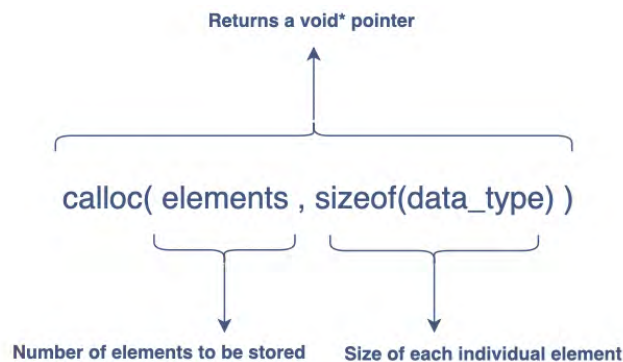 Returns a void* pointer
calloc( elements , sizeof(data_type) )
Number of elements to be stored
Size of each individual element